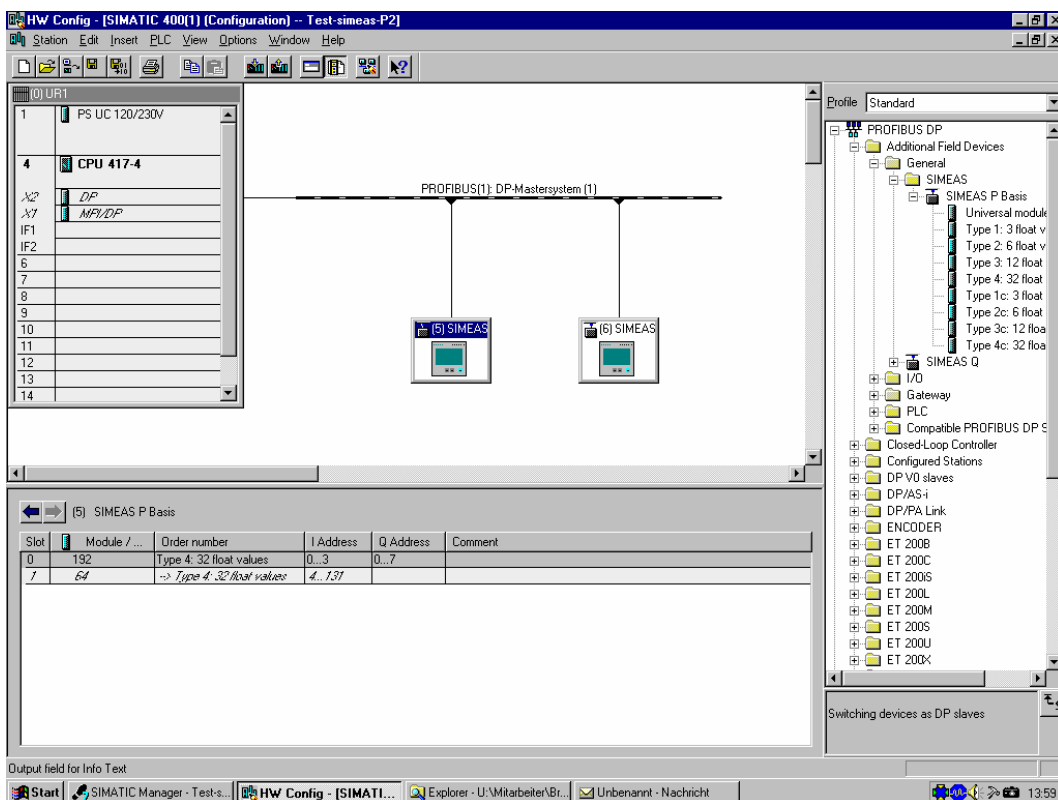 HW Config - [SIMATIC 400(1) (Configuration) -- Test-simeas-P2]
Station Edit Insert PLC View Options Window Help
(0) UR1
1 PS UC 120/230V
4 CPU 417-4
X2 DP
X1 MPI/DP
IF1
IF2
6
7
8
9
10
11
12
13
14
PROFIBUS(1): DP-Mastersystem (1)
(5) SIMEAS
(6) SIMEAS
Profile Standard
PROFIBUS DP
Additional Field Devices
General
SIMEAS
SIMEAS P Basis
Universal module
Type 1: 3 float v
Type 2: 6 float v
Type 3: 12 float
Type 4: 32 float
Type 1c: 3 float
Type 2c: 6 float
Type 3c: 12 floa
Type 4c: 32 floa
SIMEAS Q
I/O
Gateway
PLC
Compatible PROFIBUS DP S
Closed-Loop Controller
Configured Stations
DP V0 slaves
DP/AS-i
DP/PA Link
ENCODER
ET 200B
ET 200C
ET 200iS
ET 200L
ET 200M
ET 200S
ET 200U
ET 200X
(5) SIMEAS P Basis
Slot Module / ... Order number I Address Q Address Comment
0 192 Type 4: 32 float values 0...3 0...7
1 64 --> Type 4: 32 float values 4...131
Switching devices as DP slaves
Output field for Info Text
Start SIMATIC Manager - Test-s... HW Config - [SIMATI... Explorer - U:\Mitarbeiter\Br... Unbenannt - Nachricht 13:59